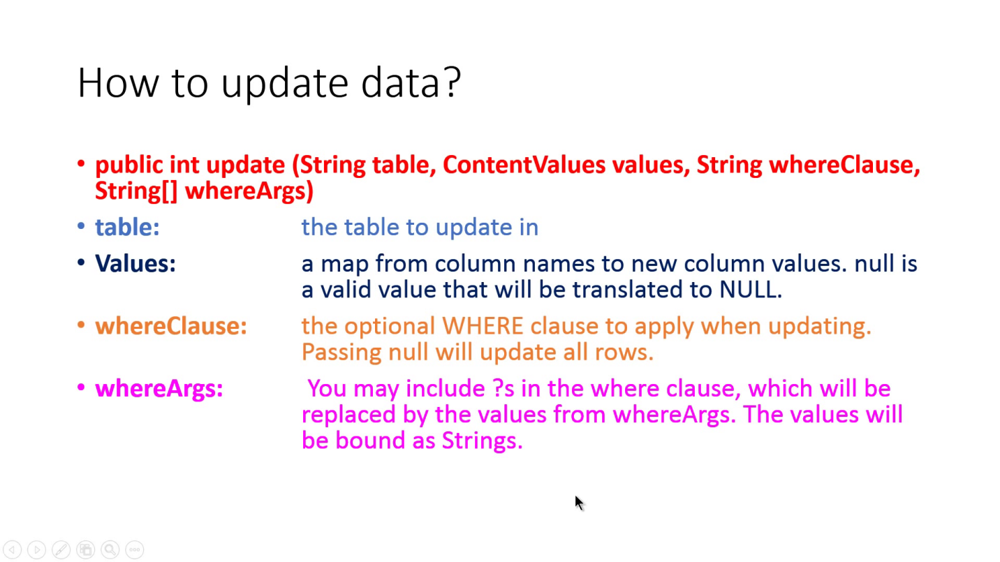 How to update data?
• public int update (String table, ContentValues values, String whereClause,
String[] whereArgs)
• table: the table to update in
• Values: a map from column names to new column values. null is
a valid value that will be translated to NULL.
• whereClause: the optional WHERE clause to apply when updating.
Passing null will update all rows.
• whereArgs: You may include ?s in the where clause, which will be
replaced by the values from whereArgs. The values will
be bound as Strings.